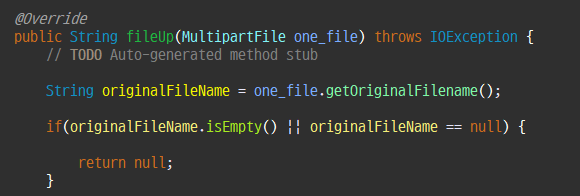 @Override
public String fileUp(MultipartFile one_file) throws IOException {
// TODO Auto-generated method stub
String originalFileName = one_file.getOriginalFilename();
if(originalFileName.isEmpty() || originalFileName == null) {
return null;
}